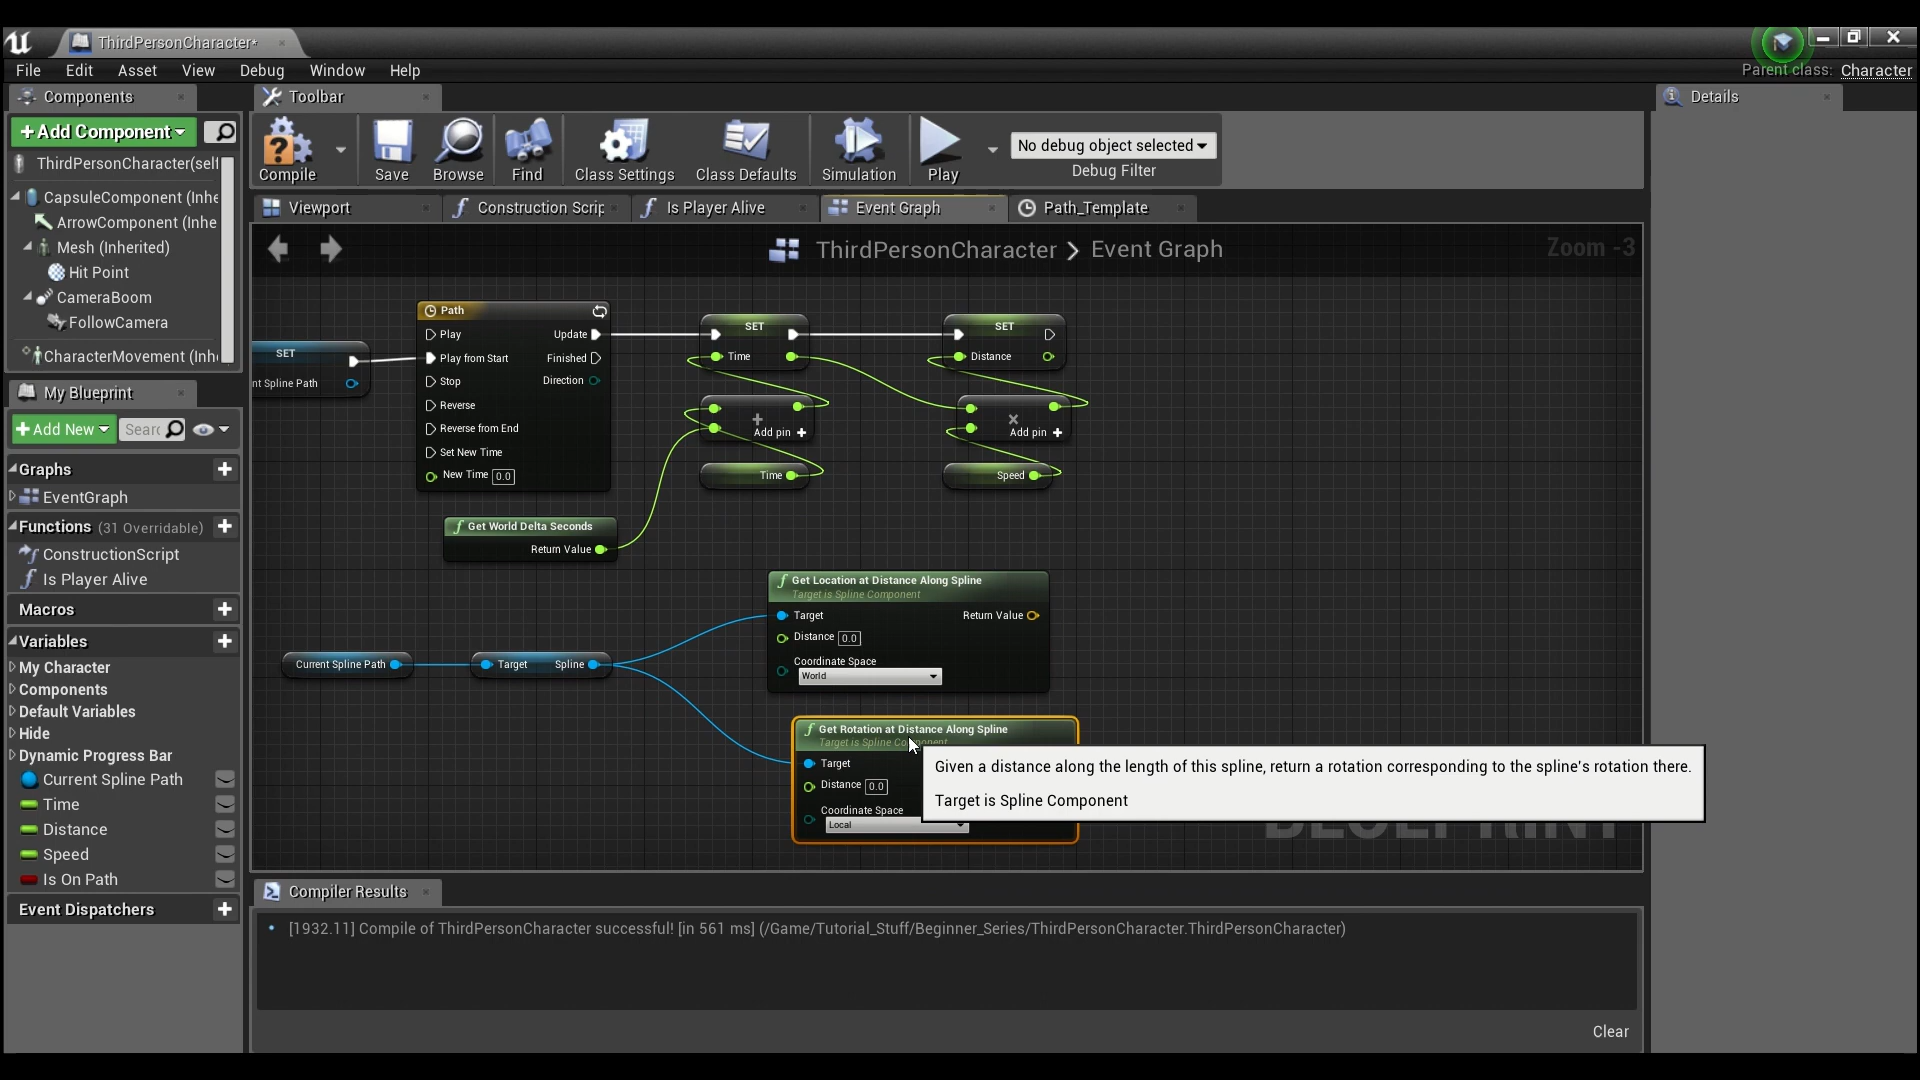 ThirdPersonCharacter*
File Edit Asset View Debug Window Help
Parent class: Character
Components
Toolbar
Details
+Add Component
ThirdPersonCharacter(self
CapsuleComponent (Inhe
ArrowComponent (Inhe
Mesh (Inherited)
Hit Point
CameraBoom
FollowCamera
CharacterMovement (Inhe
Compile
Save
Browse
Find
Class Settings
Class Defaults
Simulation
Play
No debug object selected
Debug Filter
Viewport
Construction Scrip
Is Player Alive
Event Graph
Path_Template
ThirdPersonCharacter > Event Graph
Zoom -3
My Blueprint
+Add New
Searc
Graphs
EventGraph
Functions (31 Overridable)
ConstructionScript
Is Player Alive
Macros
Variables
My Character
Components
Default Variables
Hide
Dynamic Progress Bar
Current Spline Path
Time
Distance
Speed
Is On Path
Event Dispatchers
SET
nt Spline Path
Path
Play
Update
Play from Start
Finished
Stop
Direction
Reverse
Reverse from End
Set New Time
New Time 0.0
SET
Time
+
Add pin +
Time
SET
Distance
×
Add pin +
Speed
Get World Delta Seconds
Return Value
Current Spline Path
Target Spline
Get Location at Distance Along Spline
Target is Spline Component
Target
Return Value
Distance 0.0
Coordinate Space
World
Get Rotation at Distance Along Spline
Target is Spline Component
Target
Distance 0.0
Coordinate Space
Local
Given a distance along the length of this spline, return a rotation corresponding to the spline's rotation there.
Target is Spline Component
BLUEPRINT
Compiler Results
• [1932.11] Compile of ThirdPersonCharacter successful! [in 561 ms] (/Game/Tutorial_Stuff/Beginner_Series/ThirdPersonCharacter.ThirdPersonCharacter)
Clear